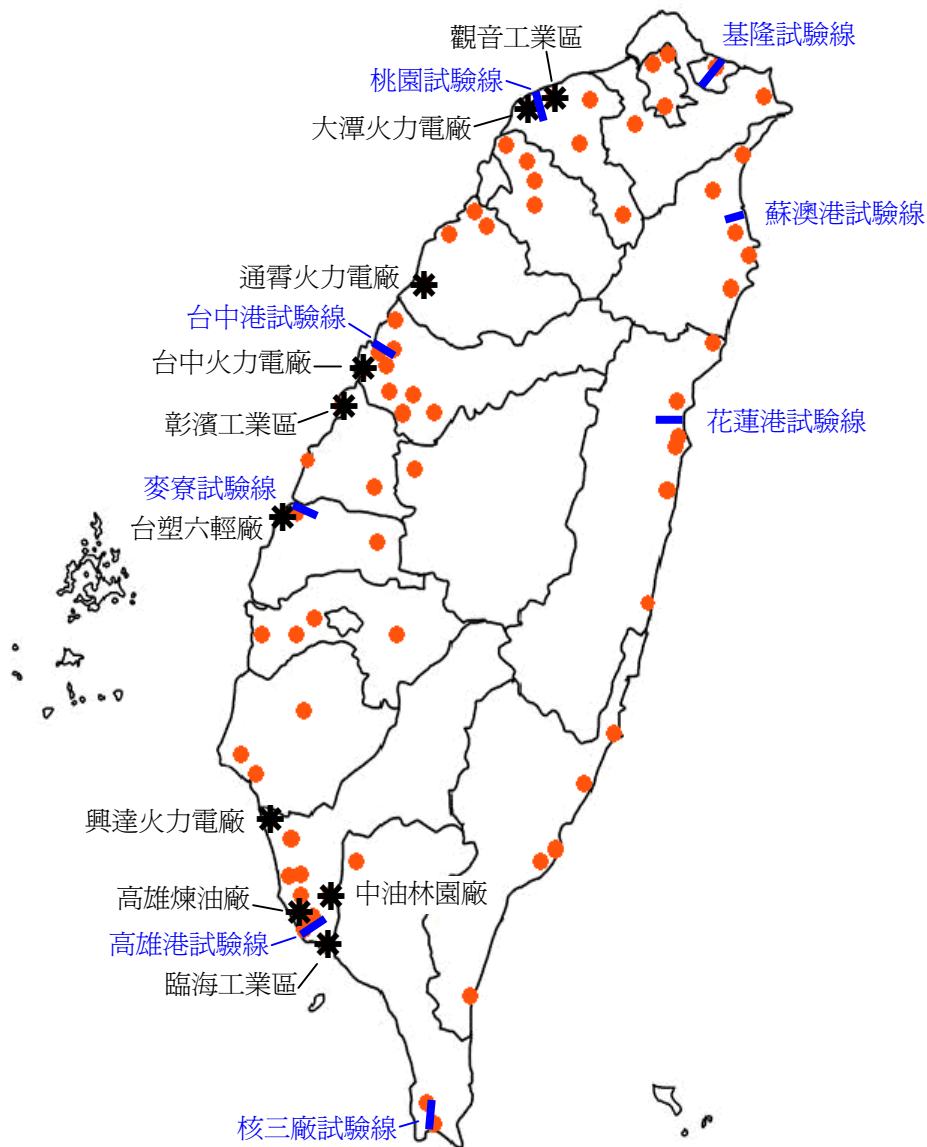 基隆試驗線
觀音工業區
桃園試驗線
大潭火力電廠
蘇澳港試驗線
通霄火力電廠
台中港試驗線
台中火力電廠
彰濱工業區
花蓮港試驗線
麥寮試驗線
台塑六輕廠
興達火力電廠
高雄煉油廠
中油林園廠
高雄港試驗線
臨海工業區
核三廠試驗線